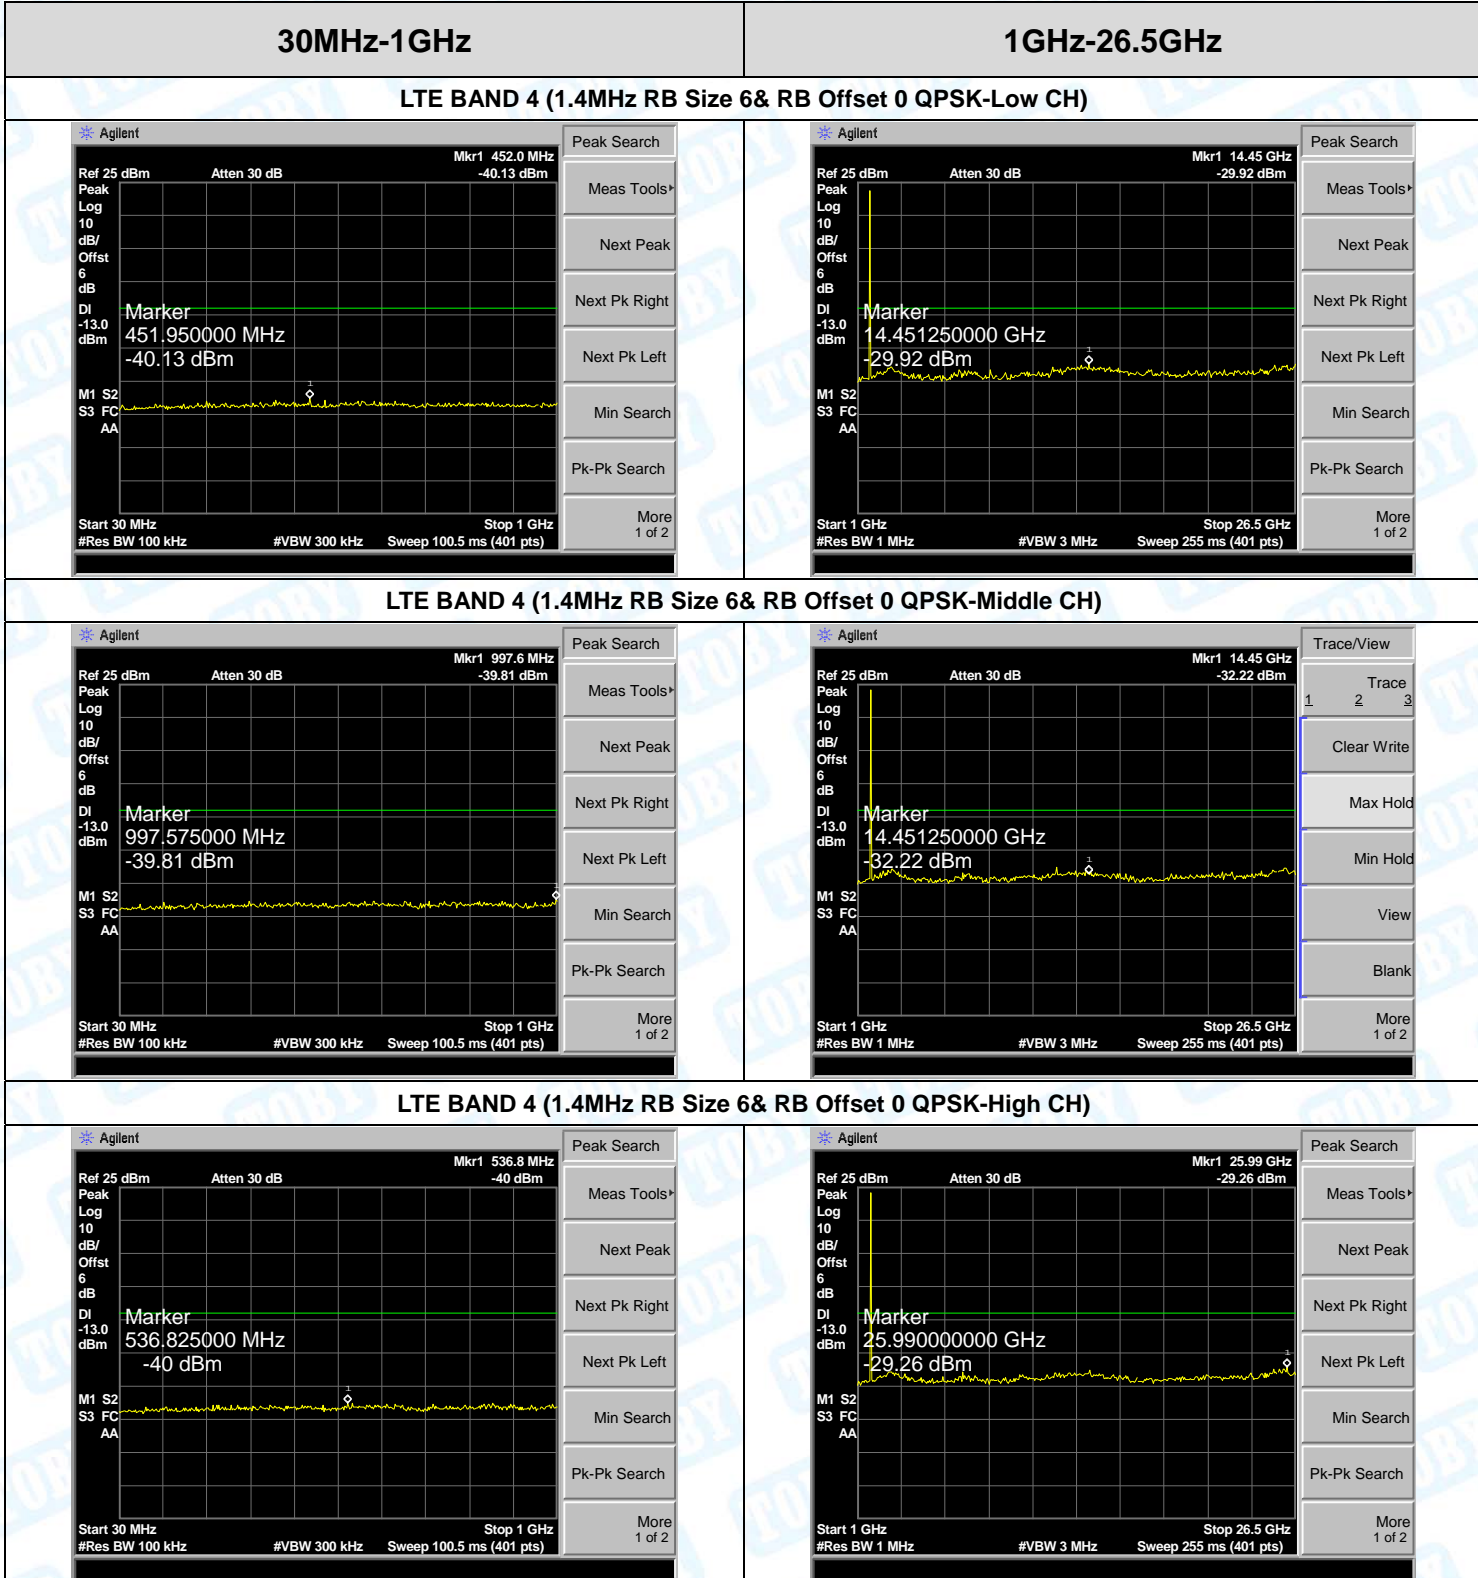 30MHz-1GHz
1GHz-26.5GHz
LTE BAND 4 (1.4MHz RB Size 6& RB Offset 0 QPSK-Low CH)
Agilent
Peak Search
Mkr1 452.0 MHz
Ref 25 dBm Atten 30 dB -40.13 dBm
Peak
Log
10
dB/
Offst
6
dB
DI
-13.0
dBm
Marker
451.950000 MHz
-40.13 dBm
1
M1 S2
S3 FC
AA
Start 30 MHz Stop 1 GHz
#Res BW 100 kHz #VBW 300 kHz Sweep 100.5 ms (401 pts)
Meas Tools
Next Peak
Next Pk Right
Next Pk Left
Min Search
Pk-Pk Search
More
1 of 2
Agilent
Peak Search
Mkr1 14.45 GHz
Ref 25 dBm Atten 30 dB -29.92 dBm
Peak
Log
10
dB/
Offst
6
dB
DI
-13.0
dBm
Marker
14.451250000 GHz
-29.92 dBm
1
M1 S2
S3 FC
AA
Start 1 GHz Stop 26.5 GHz
#Res BW 1 MHz #VBW 3 MHz Sweep 255 ms (401 pts)
Meas Tools
Next Peak
Next Pk Right
Next Pk Left
Min Search
Pk-Pk Search
More
1 of 2
LTE BAND 4 (1.4MHz RB Size 6& RB Offset 0 QPSK-Middle CH)
Agilent
Peak Search
Mkr1 997.6 MHz
Ref 25 dBm Atten 30 dB -39.81 dBm
Peak
Log
10
dB/
Offst
6
dB
DI
-13.0
dBm
Marker
997.575000 MHz
-39.81 dBm
1
M1 S2
S3 FC
AA
Start 30 MHz Stop 1 GHz
#Res BW 100 kHz #VBW 300 kHz Sweep 100.5 ms (401 pts)
Meas Tools
Next Peak
Next Pk Right
Next Pk Left
Min Search
Pk-Pk Search
More
1 of 2
Agilent
Trace/View
Mkr1 14.45 GHz
Ref 25 dBm Atten 30 dB -32.22 dBm
Peak
Log
10
dB/
Offst
6
dB
DI
-13.0
dBm
Marker
14.451250000 GHz
-32.22 dBm
1
M1 S2
S3 FC
AA
Start 1 GHz Stop 26.5 GHz
#Res BW 1 MHz #VBW 3 MHz Sweep 255 ms (401 pts)
Trace
1 2 3
Clear Write
Max Hold
Min Hold
View
Blank
More
1 of 2
LTE BAND 4 (1.4MHz RB Size 6& RB Offset 0 QPSK-High CH)
Agilent
Peak Search
Mkr1 536.8 MHz
Ref 25 dBm Atten 30 dB -40 dBm
Peak
Log
10
dB/
Offst
6
dB
DI
-13.0
dBm
Marker
536.825000 MHz
-40 dBm
1
M1 S2
S3 FC
AA
Start 30 MHz Stop 1 GHz
#Res BW 100 kHz #VBW 300 kHz Sweep 100.5 ms (401 pts)
Meas Tools
Next Peak
Next Pk Right
Next Pk Left
Min Search
Pk-Pk Search
More
1 of 2
Agilent
Peak Search
Mkr1 25.99 GHz
Ref 25 dBm Atten 30 dB -29.26 dBm
Peak
Log
10
dB/
Offst
6
dB
DI
-13.0
dBm
Marker
25.990000000 GHz
-29.26 dBm
1
M1 S2
S3 FC
AA
Start 1 GHz Stop 26.5 GHz
#Res BW 1 MHz #VBW 3 MHz Sweep 255 ms (401 pts)
Meas Tools
Next Peak
Next Pk Right
Next Pk Left
Min Search
Pk-Pk Search
More
1 of 2
TOBY